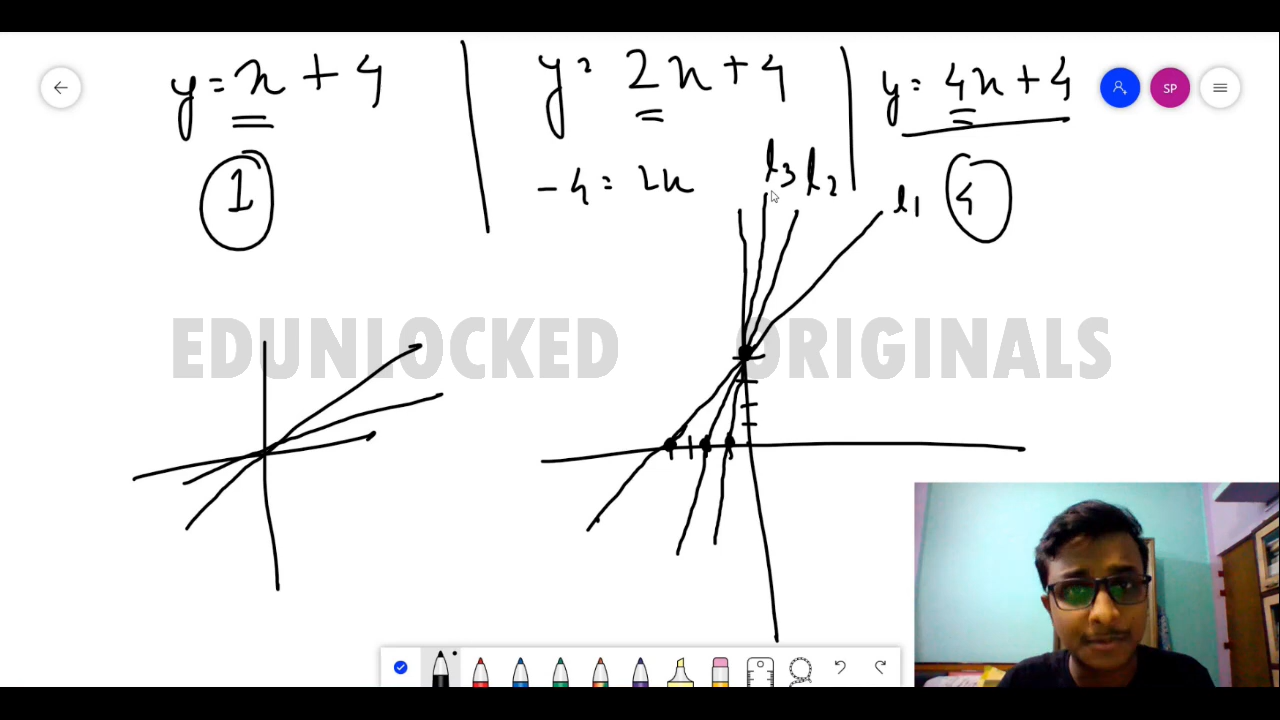 y = x + 4
y = 2x + 4
y = 4x + 4
SP
1
-4 = 2x
l3 l2
l1
4
EDUNLOCKED ORIGINALS